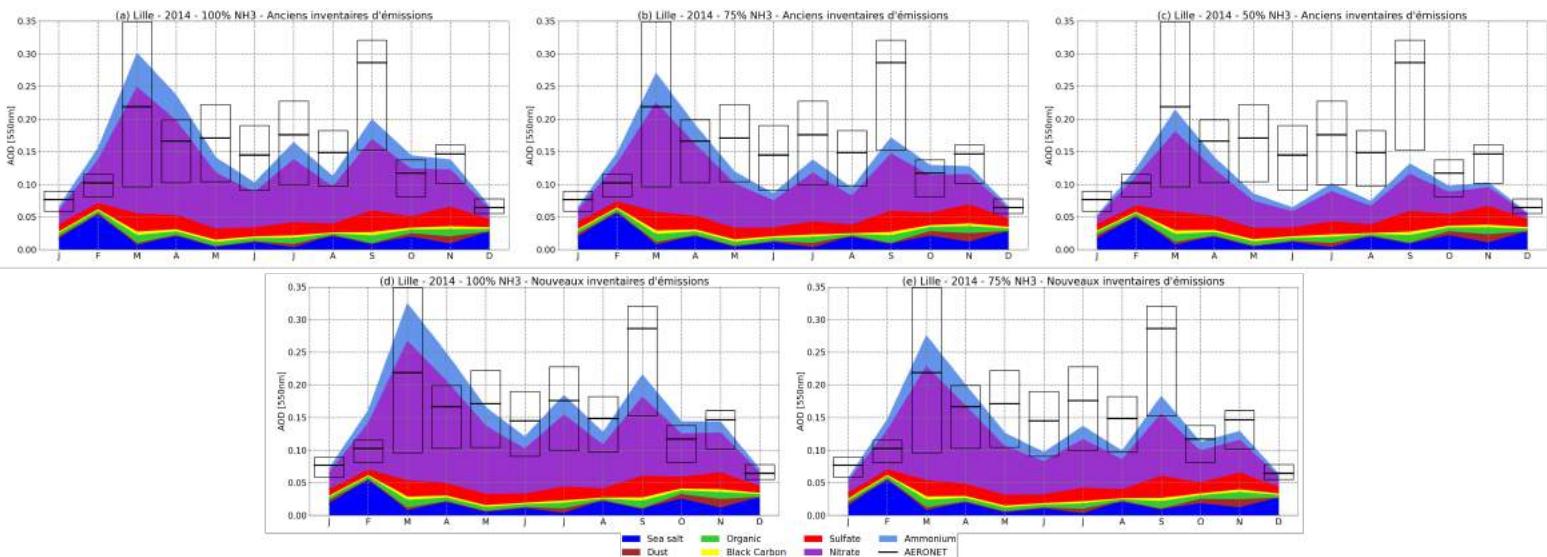 (a) Lille - 2014 - 100% NH3 - Anciens inventaires d'émissions
(b) Lille - 2014 - 75% NH3 - Anciens inventaires d'émissions
(c) Lille - 2014 - 50% NH3 - Anciens inventaires d'émissions
AOD [550nm]
0.35
0.30
0.25
0.20
0.15
0.10
0.05
0.00
J F M A M J J A S O N D
AOD [550nm]
0.35
0.30
0.25
0.20
0.15
0.10
0.05
0.00
J F M A M J J A S O N D
AOD [550nm]
0.35
0.30
0.25
0.20
0.15
0.10
0.05
0.00
J F M A M J J A S O N D
(d) Lille - 2014 - 100% NH3 - Nouveaux inventaires d'émissions
(e) Lille - 2014 - 75% NH3 - Nouveaux inventaires d'émissions
AOD [550nm]
0.35
0.30
0.25
0.20
0.15
0.10
0.05
0.00
J F M A M J J A S O N D
AOD [550nm]
0.35
0.30
0.25
0.20
0.15
0.10
0.05
0.00
J F M A M J J A S O N D
Sea salt Organic Sulfate Ammonium
Dust Black Carbon Nitrate AERONET